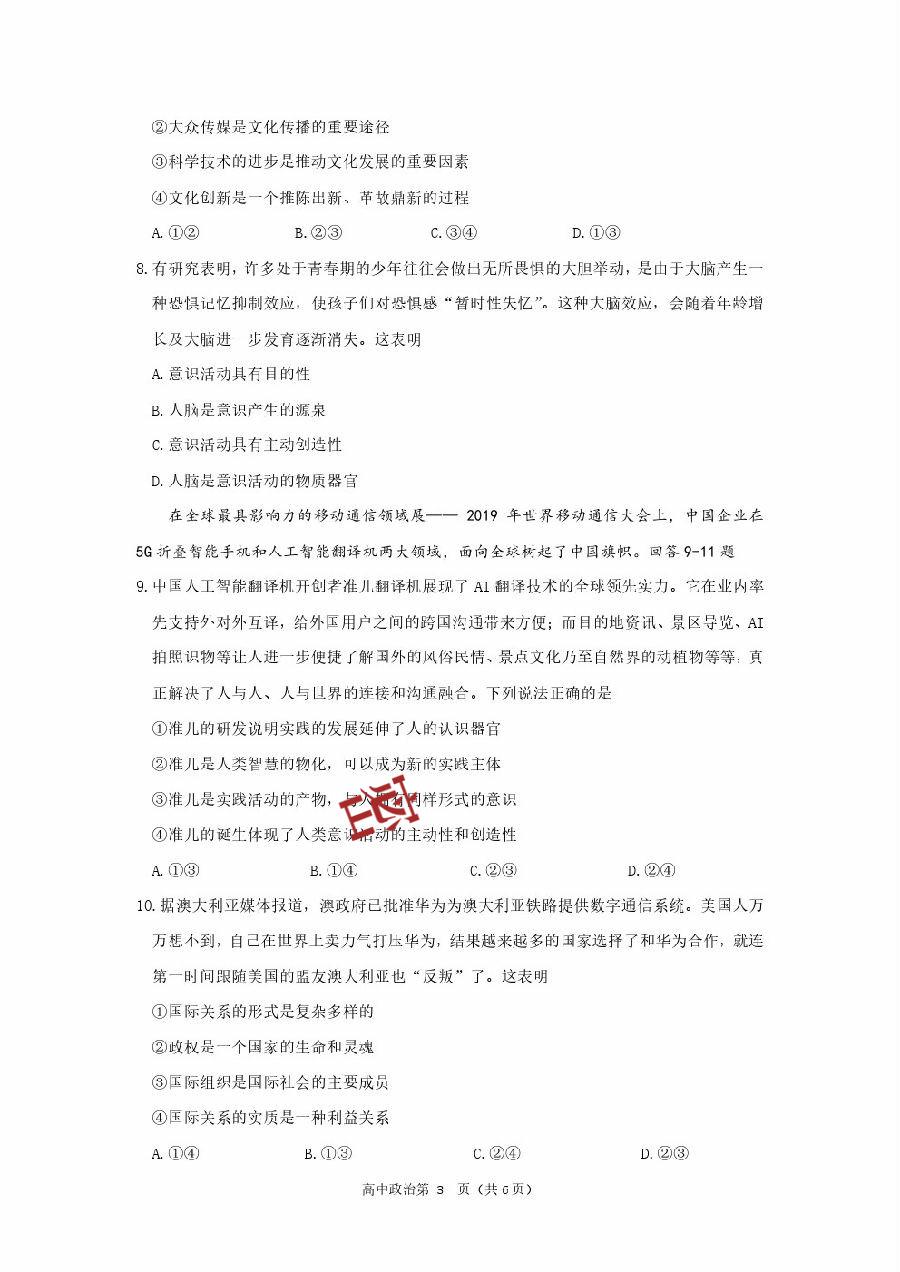 ②大众传媒是文化传播的重要途径
③科学技术的进步是推动文化发展的重要因素
④文化创新是一个推陈出新、革故鼎新的过程
A. ①② B. ②③ C. ③④ D. ①③
8. 有研究表明，许多处于青春期的少年往往会做出无所畏惧的大胆举动，是由于大脑产生一
种恐惧记忆抑制效应，使孩子们对恐惧感“暂时性失忆”。这种大脑效应，会随着年龄增
长及大脑进 步发育逐渐消失。这表明
A. 意识活动具有目的性
B. 人脑是意识产生的源泉
C. 意识活动具有主动创造性
D. 人脑是意识活动的物质器官
在全球最具影响力的移动通信领域展—— 2019 年世界移动通信大会上，中国企业在
5G 折叠智能手机和人工智能翻译机两大领域，面向全球树起了中国旗帜。回答 9-11 题
9. 中国人工智能翻译机开创者准儿翻译机展现了 AI 翻译技术的全球领先实力。它在业内率
先支持外对外互译，给外国用户之间的跨国沟通带来方便；而目的地资讯、景区导览、AI
拍照识物等让人进一步便捷了解国外的风俗民情、景点文化乃至自然界的动植物等等，真
正解决了人与人、人与世界的连接和沟通融合。下列说法正确的是
①准儿的研发说明实践的发展延伸了人的认识器官
②准儿是人类智慧的物化，可以成为新的实践主体
③准儿是实践活动的产物，与人拥有同样形式的意识
④准儿的诞生体现了人类意识活动的主动性和创造性
A. ①③ B. ①④ C. ②③ D. ②④
10. 据澳大利亚媒体报道，澳政府已批准华为为澳大利亚铁路提供数字通信系统。美国人万
万想不到，自己在世界上卖力气打压华为，结果越来越多的国家选择了和华为合作，就连
第一时间跟随美国的盟友澳大利亚也“反叛”了。这表明
①国际关系的形式是复杂多样的
②政权是一个国家的生命和灵魂
③国际组织是国际社会的主要成员
④国际关系的实质是一种利益关系
A. ①④ B. ①③ C. ②④ D. ②③
高中政治第 3 页（共 6 页）